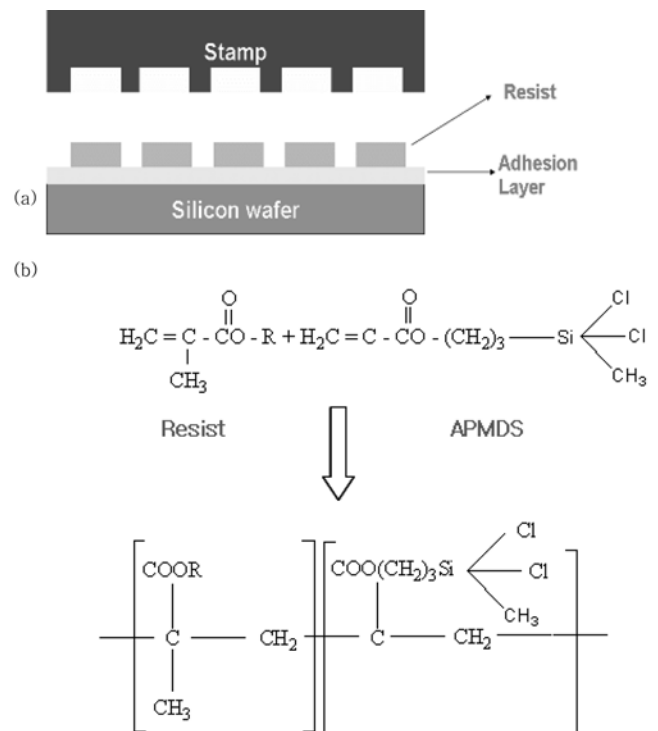 Stamp
Resist
Adhesion
Layer
(a)
Silicon wafer
(b)
O
O
Cl
H₂C = C - CO - R + H₂C = C - CO - (CH₂)₃ Si
Cl
CH₃
CH₃
Resist
APMDS
Cl
COOR
COO(CH₂)₃Si
Cl
CH₃
C
CH₂
C
CH₂
CH₃